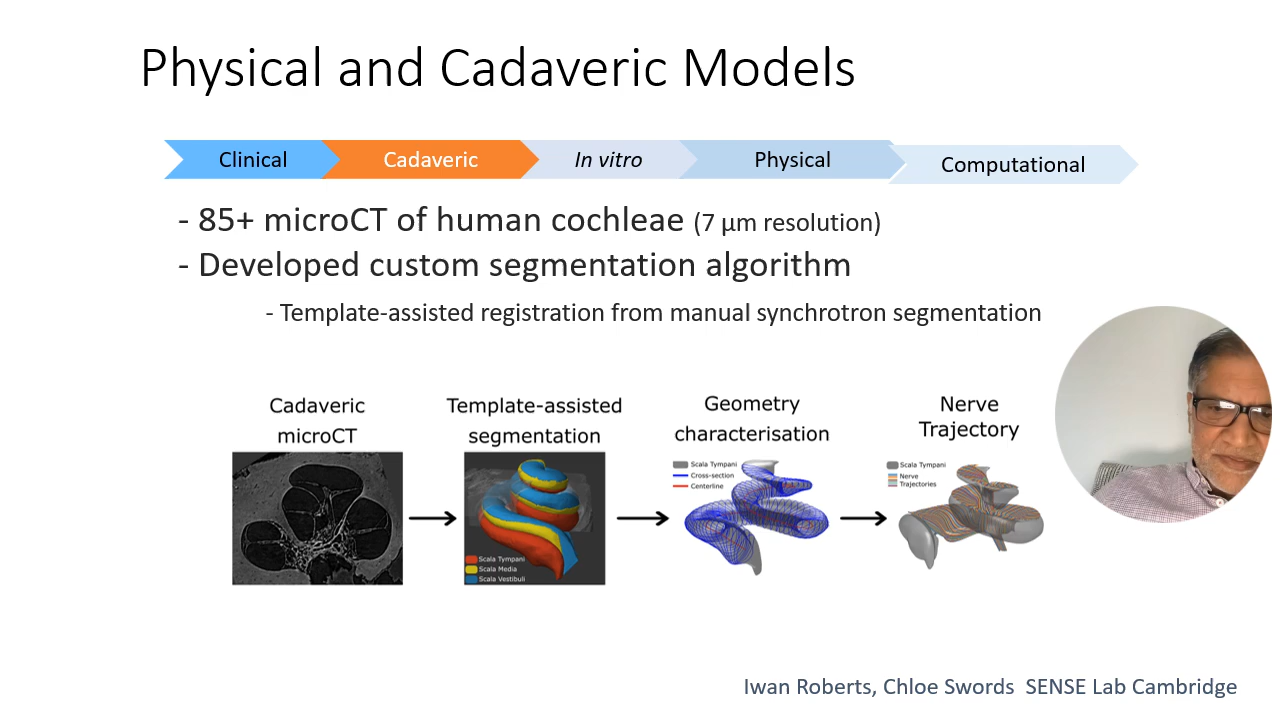 Physical and Cadaveric Models
Clinical
Cadaveric
In vitro
Physical
Computational
- 85+ microCT of human cochleae (7 µm resolution)
- Developed custom segmentation algorithm
- Template-assisted registration from manual synchrotron segmentation
Cadaveric
microCT
Template-assisted
segmentation
Scala Tympani
Scala Media
Scala Vestibuli
Geometry
characterisation
Scala Tympani
Cross-section
Centerline
Nerve
Trajectory
Scala Tympani
Nerve
Trajectories
Iwan Roberts, Chloe Swords SENSE Lab Cambridge